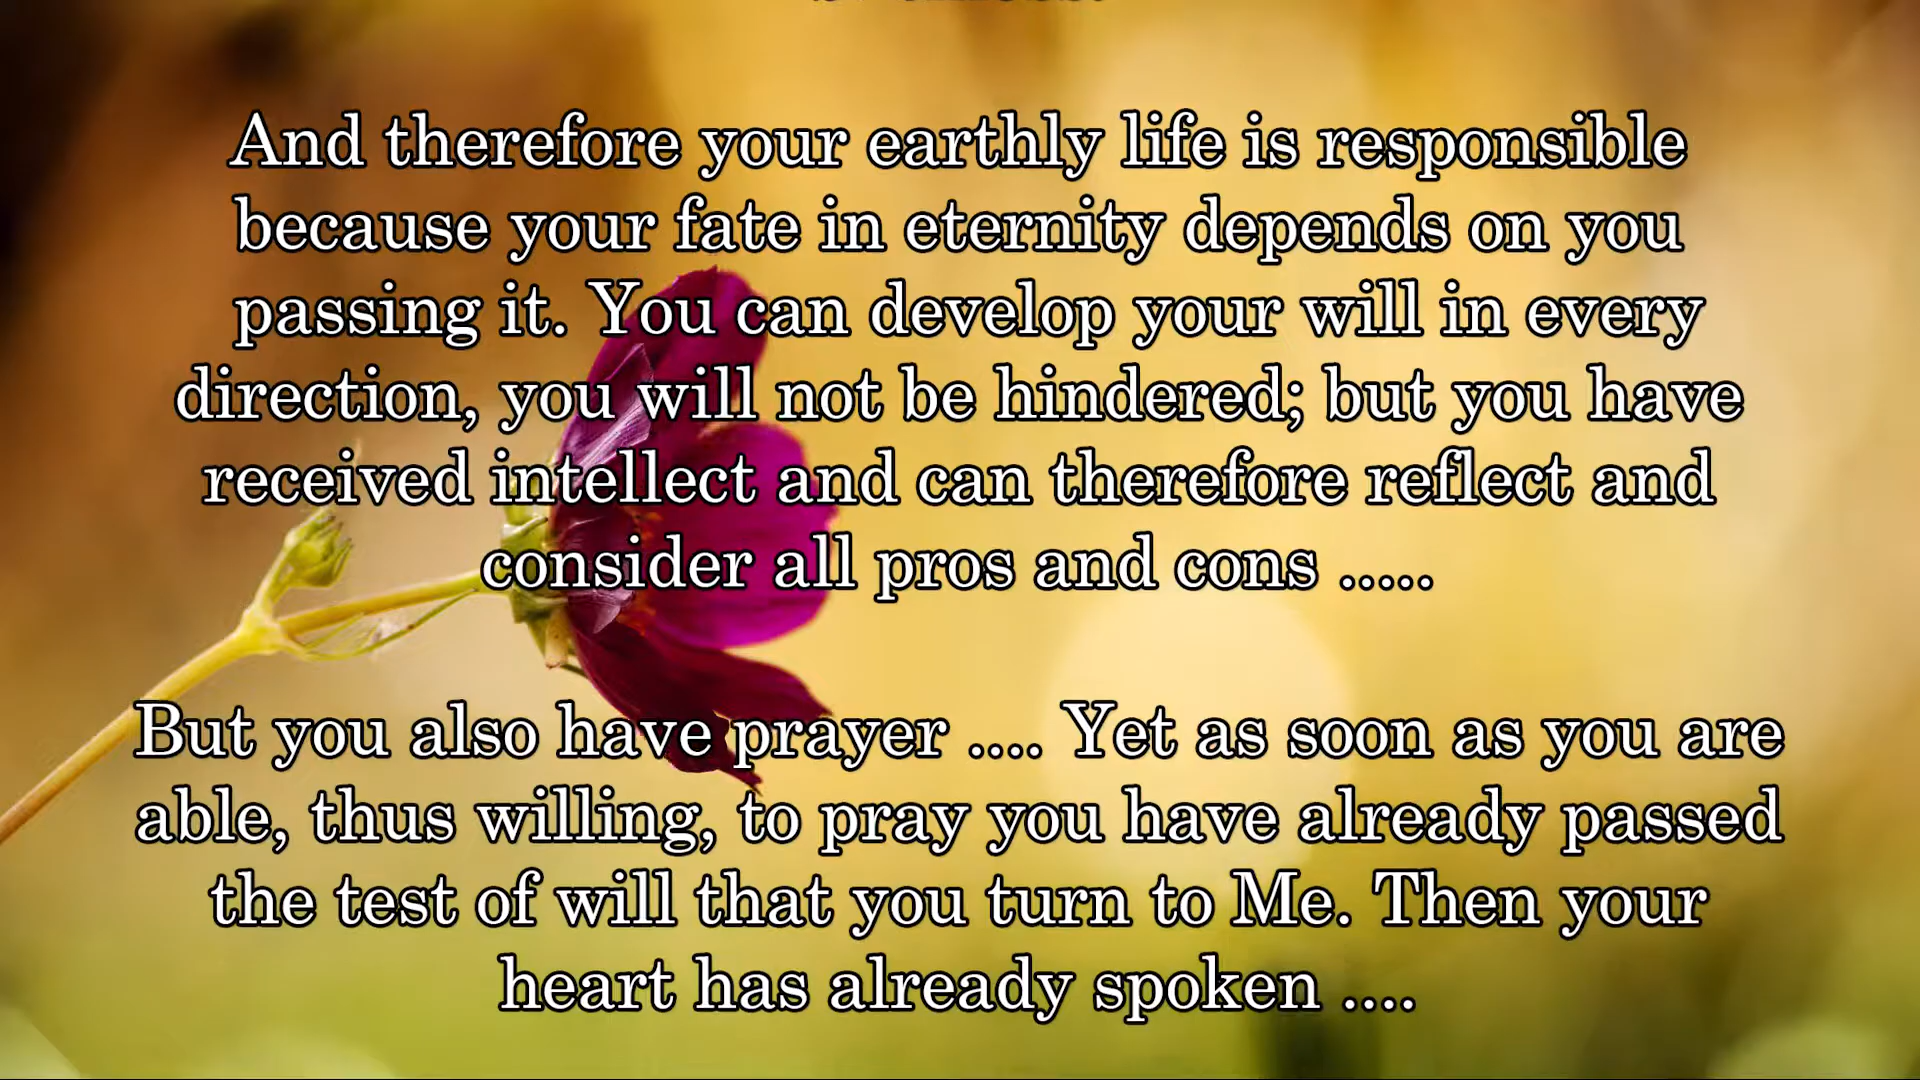 And therefore your earthly life is responsible
because your fate in eternity depends on you
passing it. You can develop your will in every
direction, you will not be hindered; but you have
received intellect and can therefore reflect and
consider all pros and cons .....
But you also have prayer .... Yet as soon as you are
able, thus willing, to pray you have already passed
the test of will that you turn to Me. Then your
heart has already spoken ....